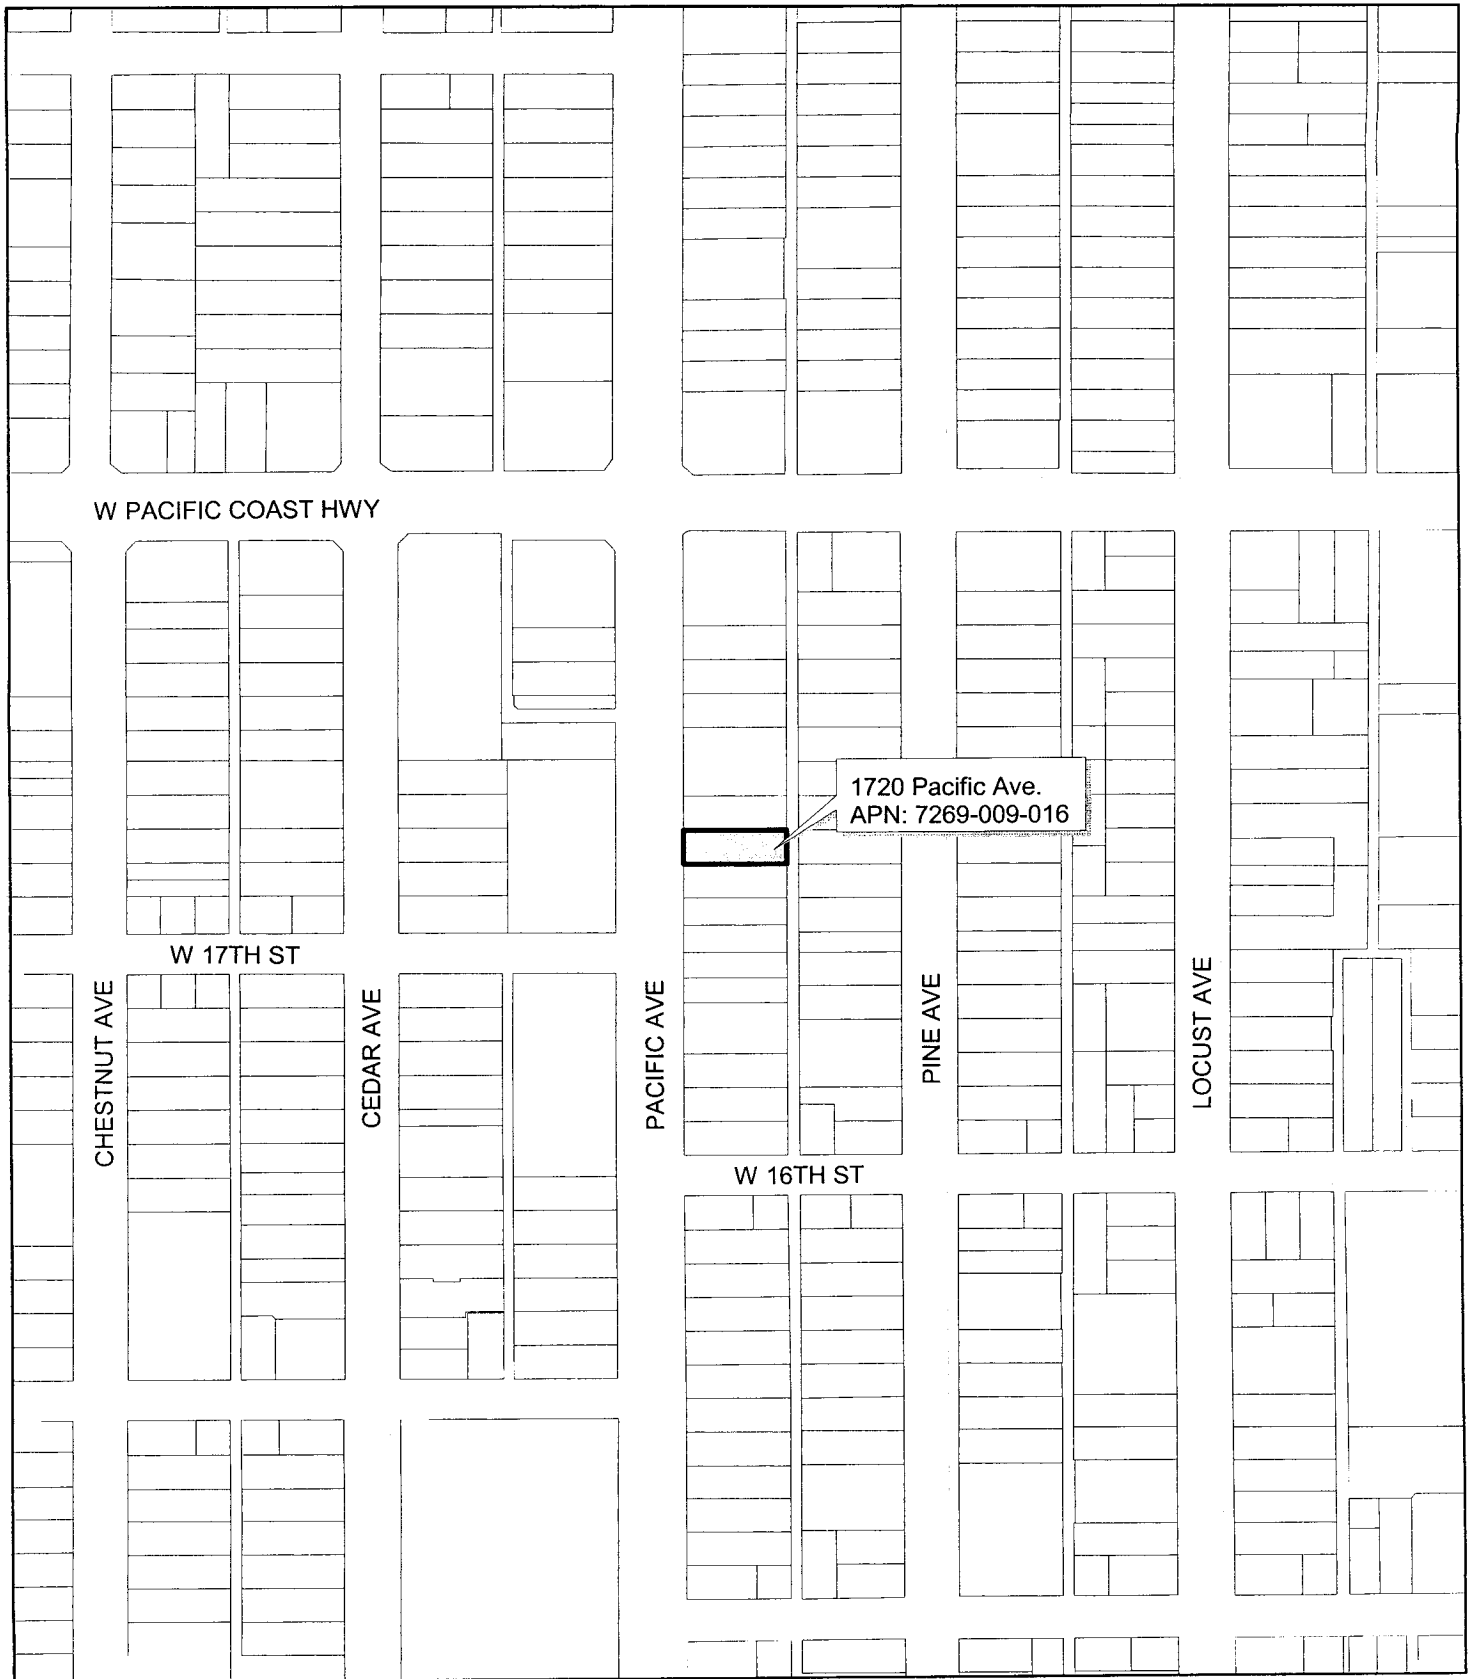 W PACIFIC COAST HWY
1720 Pacific Ave.
APN: 7269-009-016
W 17TH ST
CHESTNUT AVE
CEDAR AVE
PACIFIC AVE
PINE AVE
LOCUST AVE
W 16TH ST